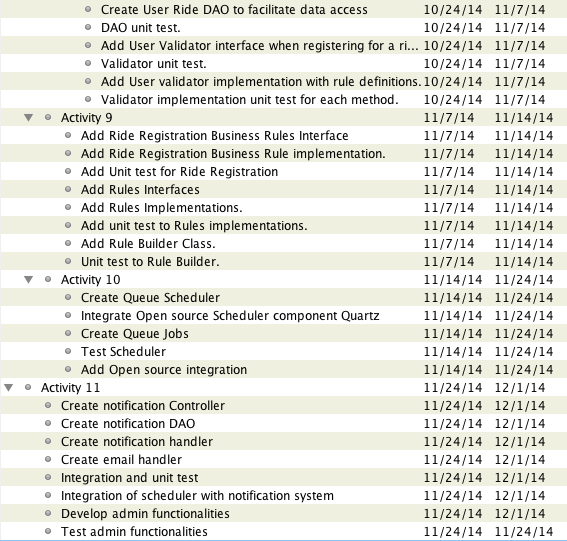 Create User Ride DAO to facilitate data access 10/24/14 11/7/14
DAO unit test. 10/24/14 11/7/14
Add User Validator interface when registering for a ri... 10/24/14 11/7/14
Validator unit test. 10/24/14 11/7/14
Add User validator implementation with rule definitions. 10/24/14 11/7/14
Validator implementation unit test for each method. 10/24/14 11/7/14
Activity 9 11/7/14 11/14/14
Add Ride Registration Business Rules Interface 11/7/14 11/14/14
Add Ride Registration Business Rule implementation. 11/7/14 11/14/14
Add Unit test for Ride Registration 11/7/14 11/14/14
Add Rules Interfaces 11/7/14 11/14/14
Add Rules Implementations. 11/7/14 11/14/14
Add unit test to Rules implementations. 11/7/14 11/14/14
Add Rule Builder Class. 11/7/14 11/14/14
Unit test to Rule Builder. 11/7/14 11/14/14
Activity 10 11/14/14 11/24/14
Create Queue Scheduler 11/14/14 11/24/14
Integrate Open source Scheduler component Quartz 11/14/14 11/24/14
Create Queue Jobs 11/14/14 11/24/14
Test Scheduler 11/14/14 11/24/14
Add Open source integration 11/14/14 11/24/14
Activity 11 11/24/14 12/1/14
Create notification Controller 11/24/14 12/1/14
Create notification DAO 11/24/14 12/1/14
Create notification handler 11/24/14 12/1/14
Create email handler 11/24/14 12/1/14
Integration and unit test 11/24/14 12/1/14
Integration of scheduler with notification system 11/24/14 12/1/14
Develop admin functionalities 11/24/14 12/1/14
Test admin functionalities 11/24/14 11/24/14